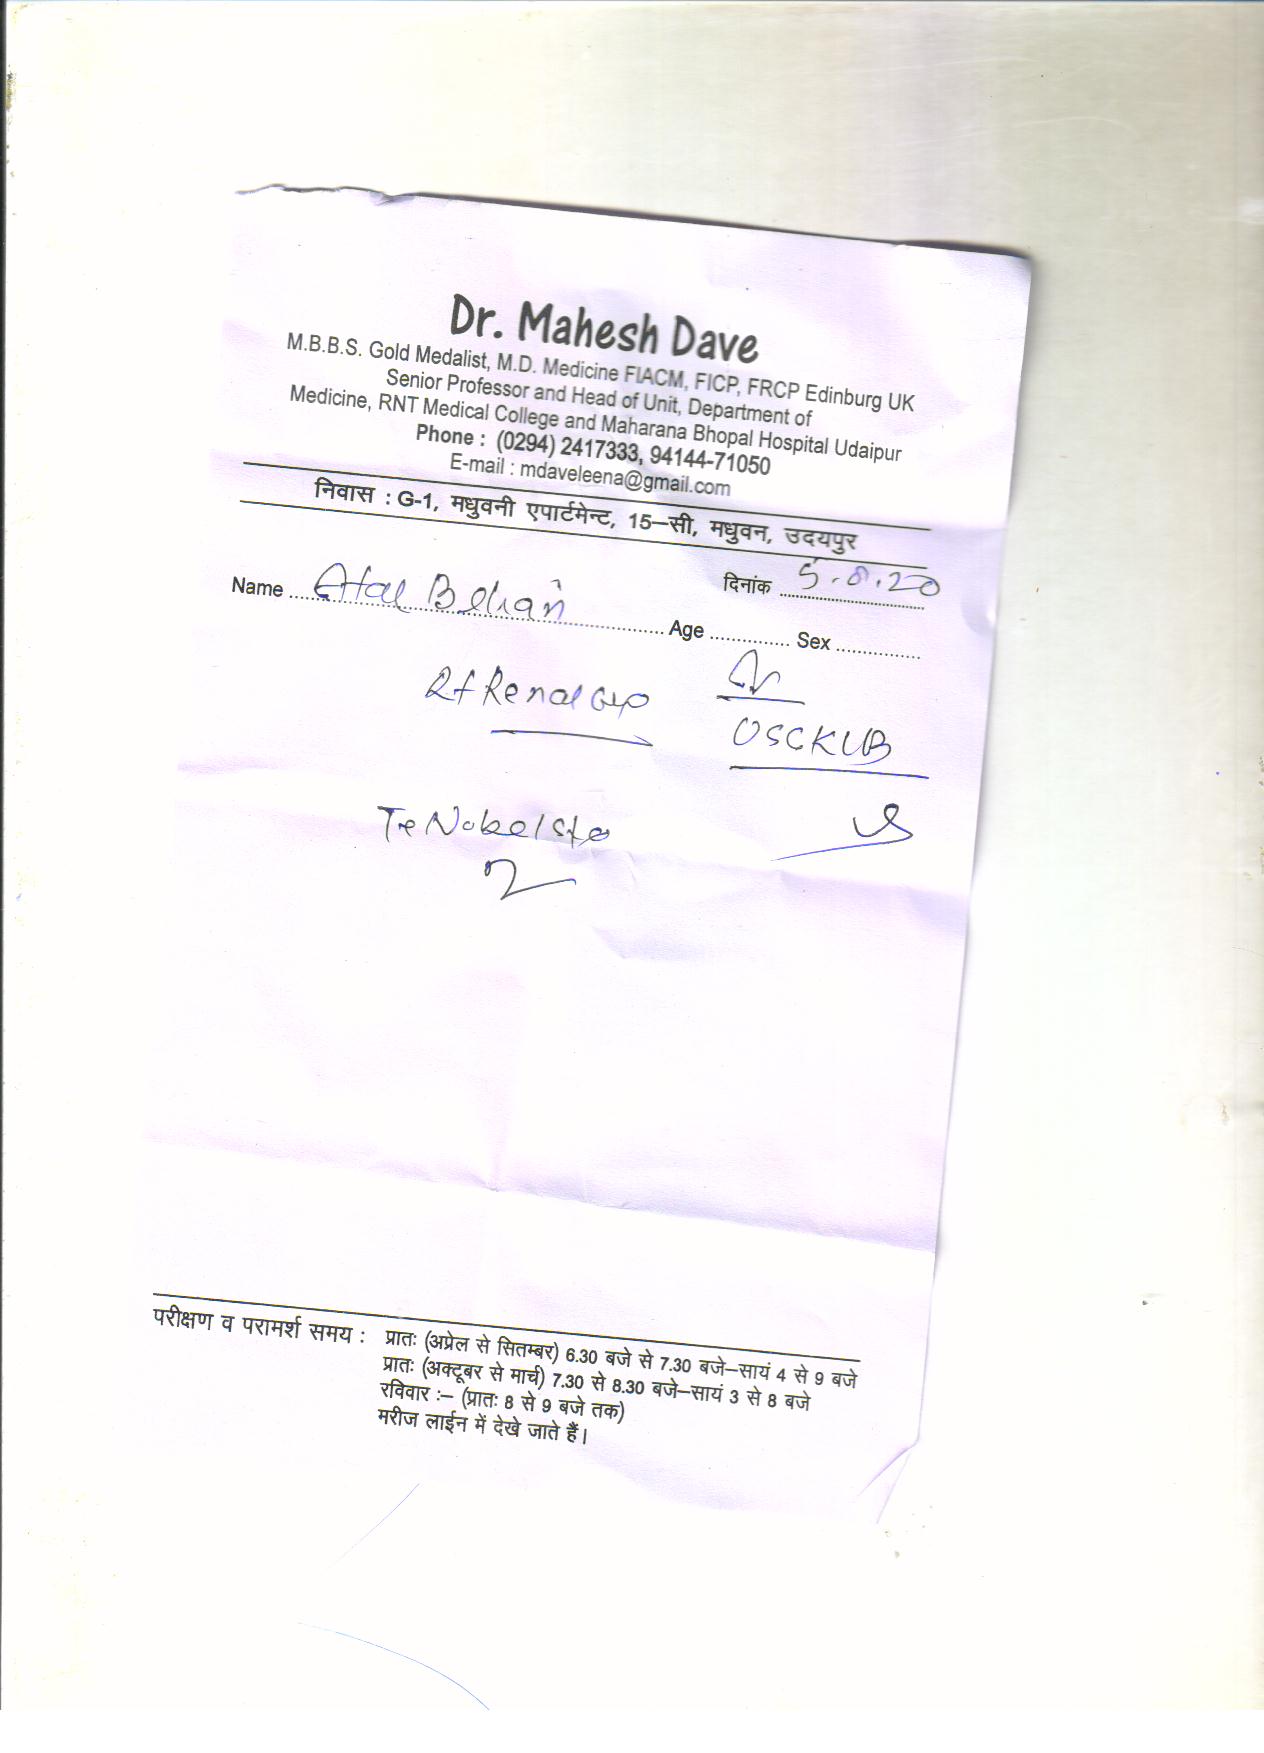 Dr. Mahesh Dave
M.B.B.S. Gold Medalist, M.D. Medicine FIACM, FICP, FRCP Edinburg UK
Senior Professor and Head of Unit, Department of
Medicine, RNT Medical College and Maharana Bhopal Hospital Udaipur
Phone : (0294) 2417333, 94144-71050
E-mail : mdaveleena@gmail.com
निवास : G-1, मधुवनी एपार्टमेन्ट, 15–सी, मधुवन, उदयपुर
दिनांक 5.8.20
Name Atal Behari Age Sex
Renal
USG KUB
परीक्षण व परामर्श समय : प्रातः (अप्रेल से सितम्बर) 6.30 बजे से 7.30 बजे–सायं 4 से 9 बजे
प्रातः (अक्टूबर से मार्च) 7.30 से 8.30 बजे–सायं 3 से 8 बजे
रविवार :– (प्रातः 8 से 9 बजे तक)
मरीज लाईन में देखे जाते हैं।